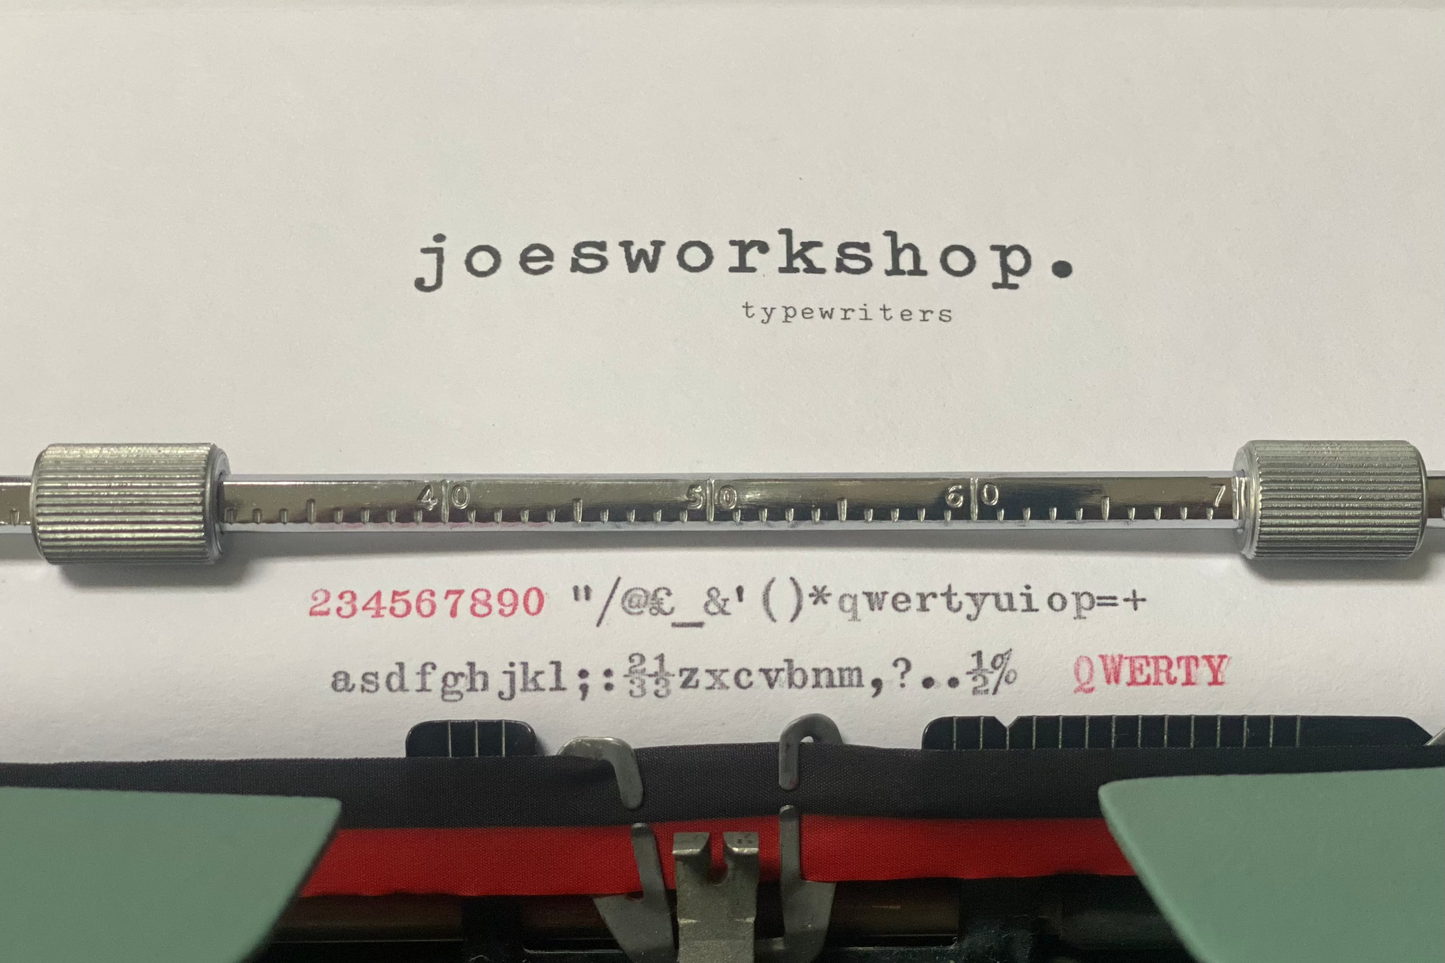 joesworkshop.
typewriters
40 50 60 7
234567890 "/@£_&'()*qwertyuiop=+
asdfghjkl;:⅔⅓zxcvbnm,?..½% QWERTY